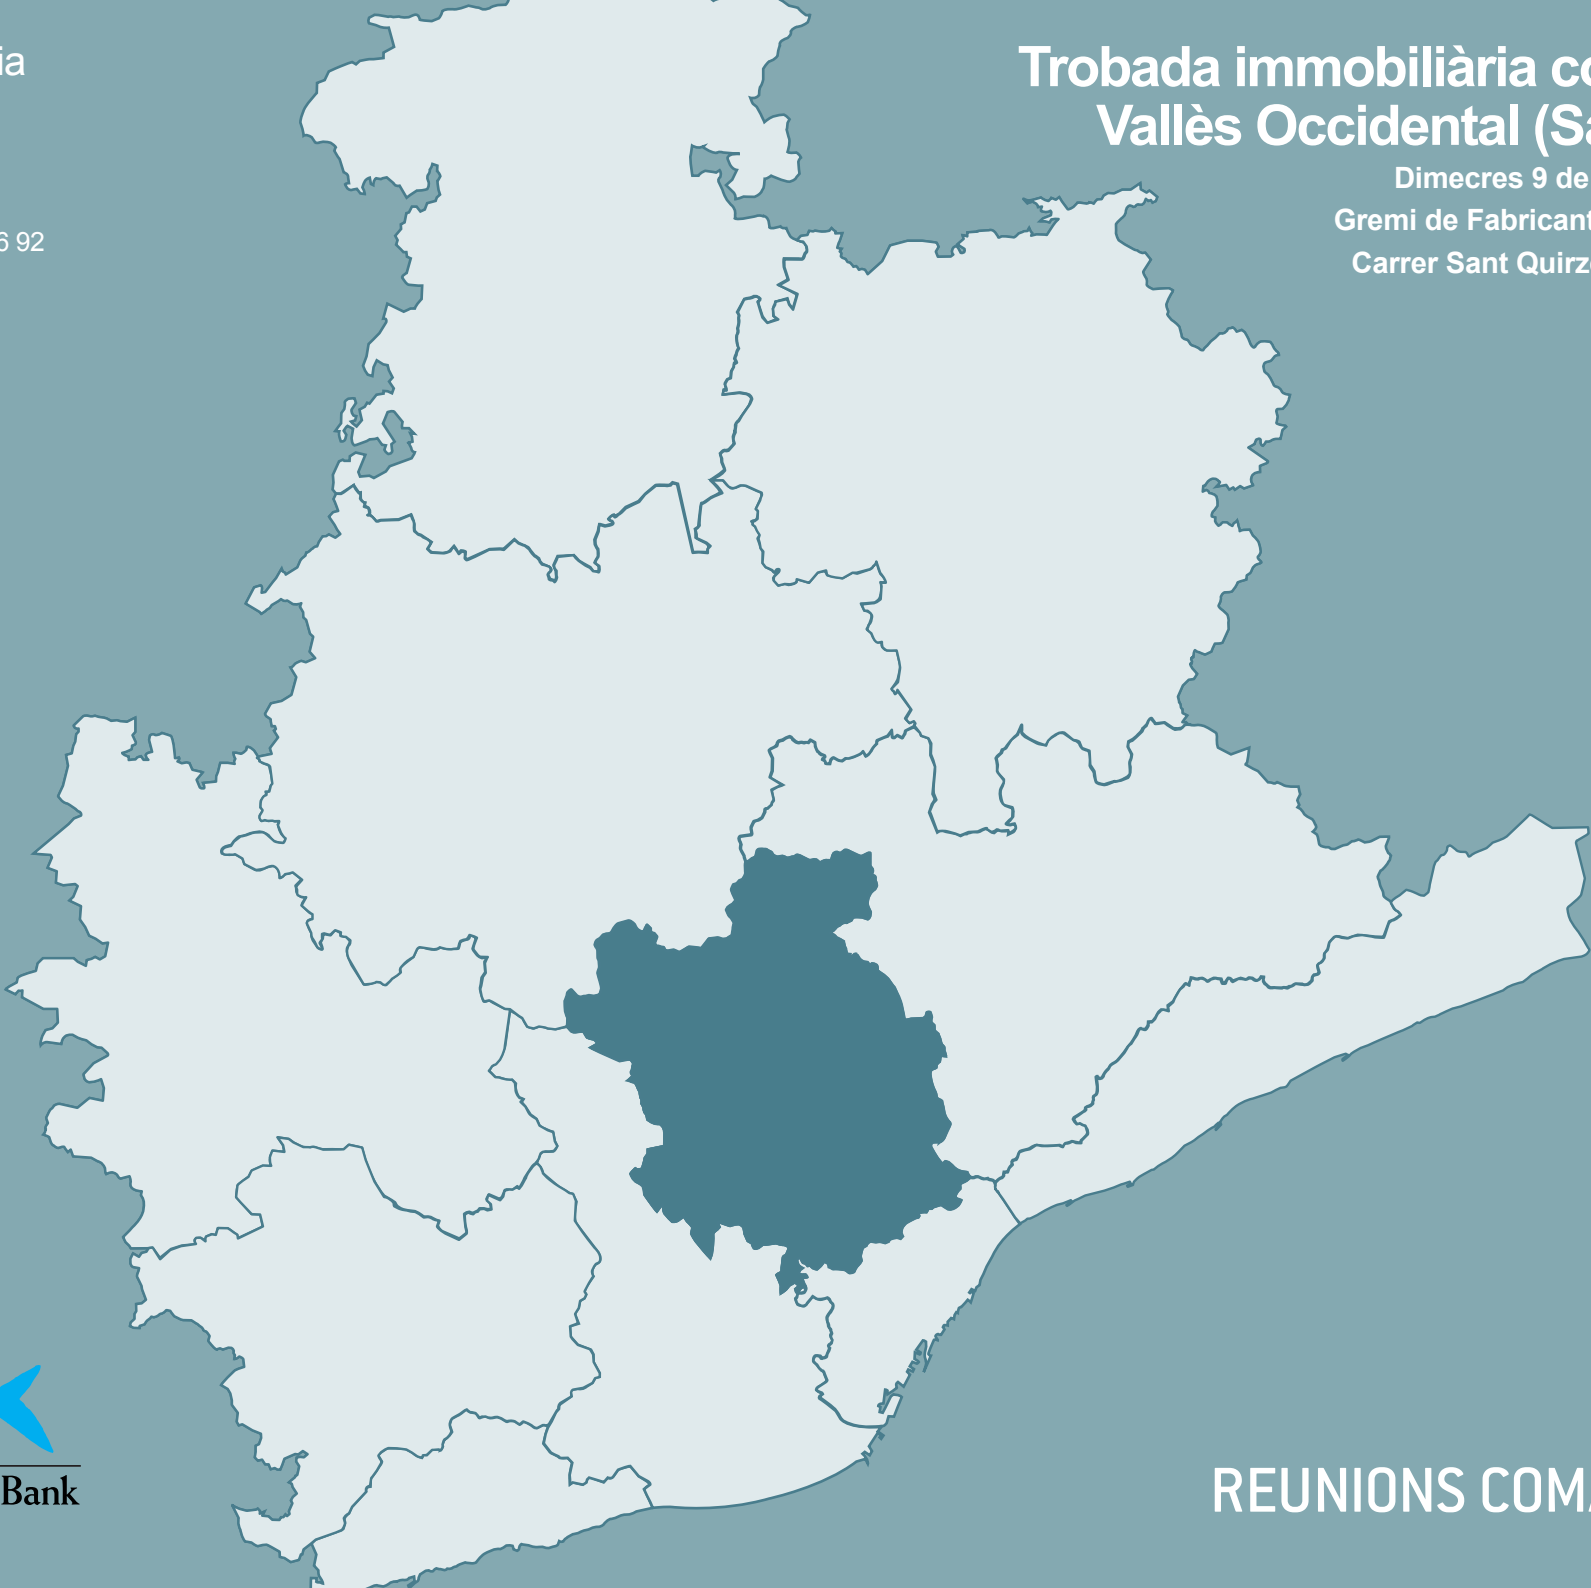 ia
6 92
Trobada immobiliària co
Vallès Occidental (Sa
Dimecres 9 de
Gremi de Fabricant
Carrer Sant Quirz
Bank
REUNIONS COM